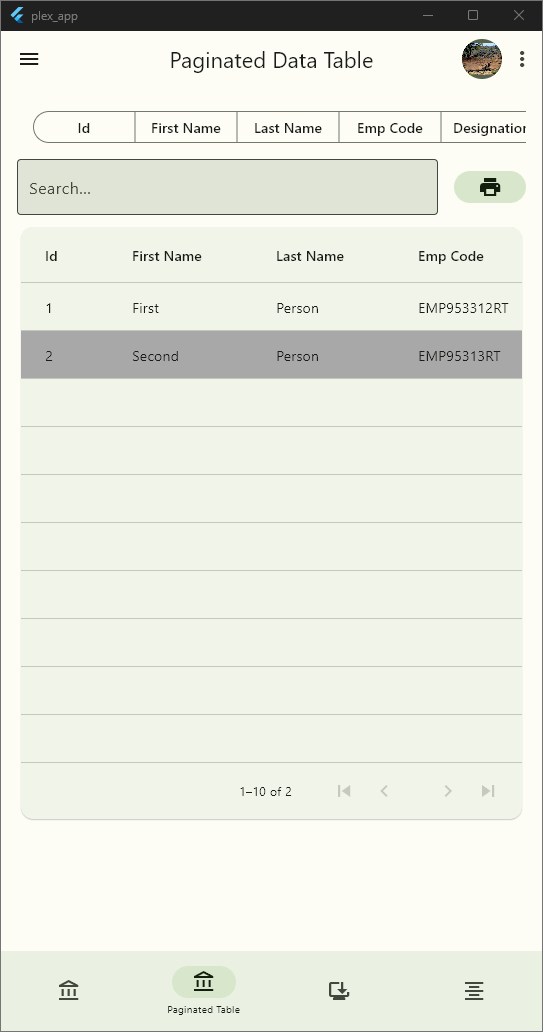 plex_app
Paginated Data Table
Id First Name Last Name Emp Code Designation
Search...
Id First Name Last Name Emp Code
1 First Person EMP953312RT
2 Second Person EMP95313RT
1–10 of 2
Paginated Table